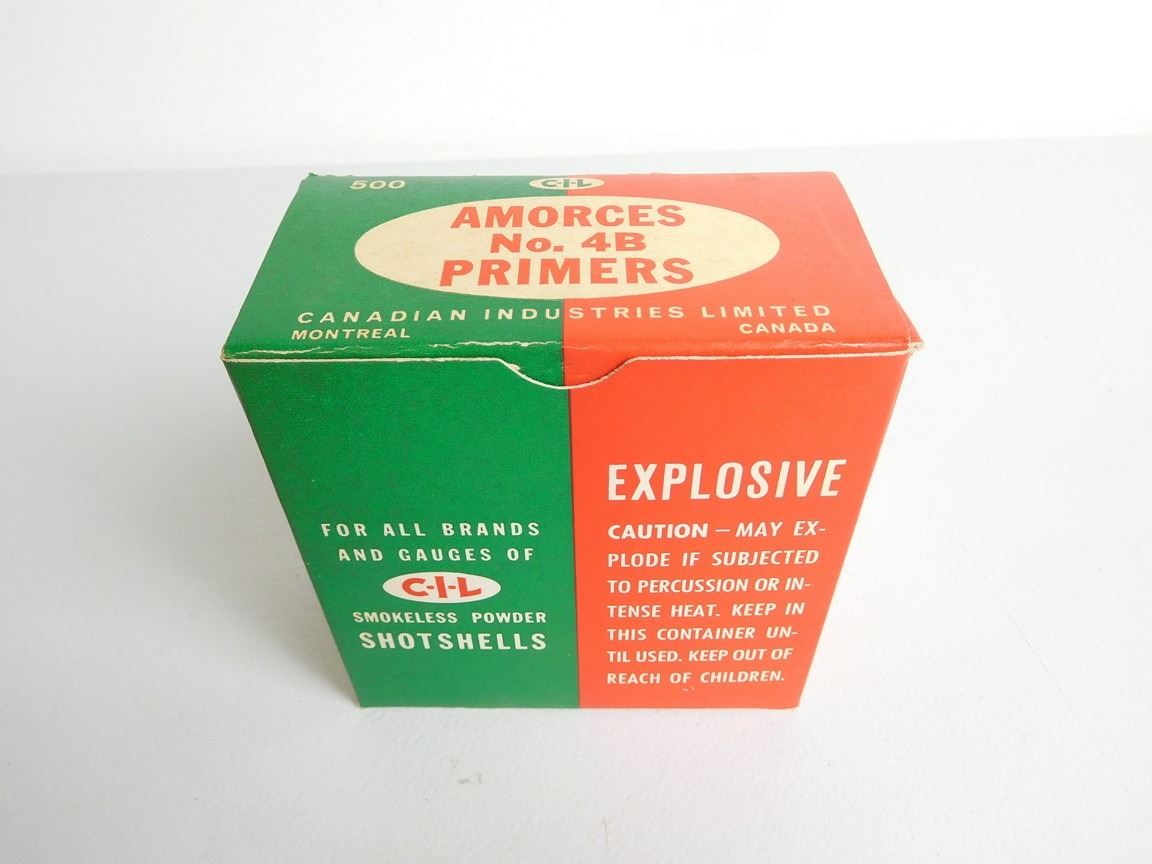 500
C-I-L
AMORCES
No. 4B
PRIMERS
CANADIAN INDUSTRIES LIMITED
MONTREAL CANADA
FOR ALL BRANDS
AND GAUGES OF
C-I-L
SMOKELESS POWDER
SHOTSHELLS
EXPLOSIVE
CAUTION – MAY EX-
PLODE IF SUBJECTED
TO PERCUSSION OR IN-
TENSE HEAT. KEEP IN
THIS CONTAINER UN-
TIL USED. KEEP OUT OF
REACH OF CHILDREN.